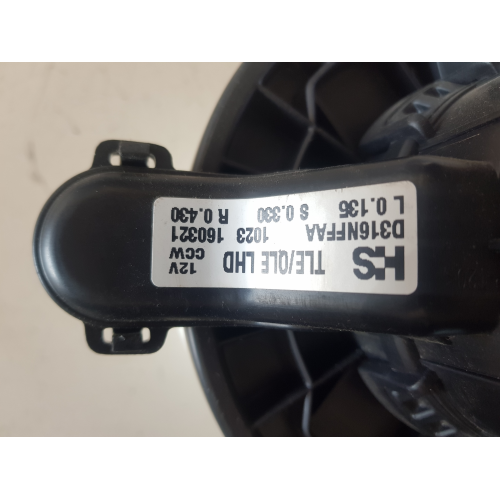 HS TLE/QLE LHD 12V
CCW
D316NFFAA 1023 160321
L 0.135 S 0.330 R 0.430